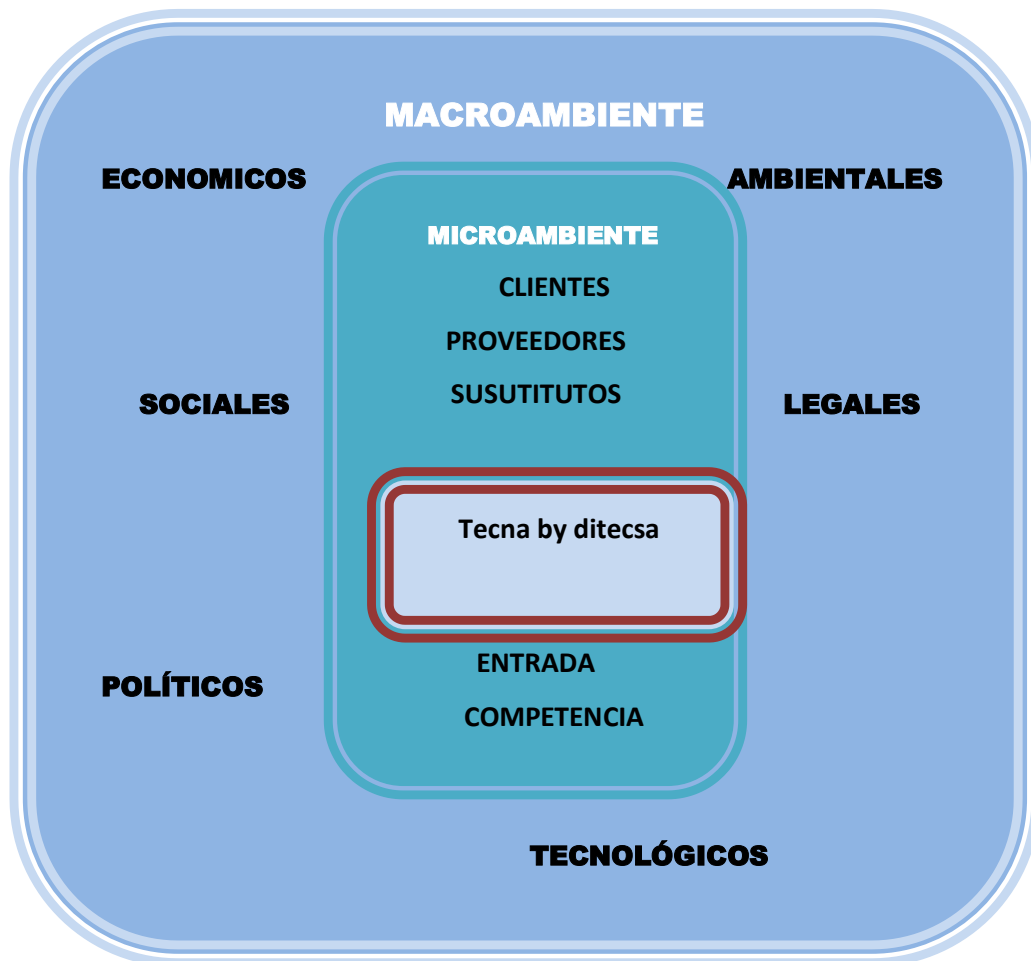 MACROAMBIENTE
ECONOMICOS
AMBIENTALES
MICROAMBIENTE
CLIENTES
PROVEEDORES
SUSUTITUTOS
SOCIALES
LEGALES
Tecna by ditecsa
ENTRADA
POLÍTICOS
COMPETENCIA
TECNOLÓGICOS